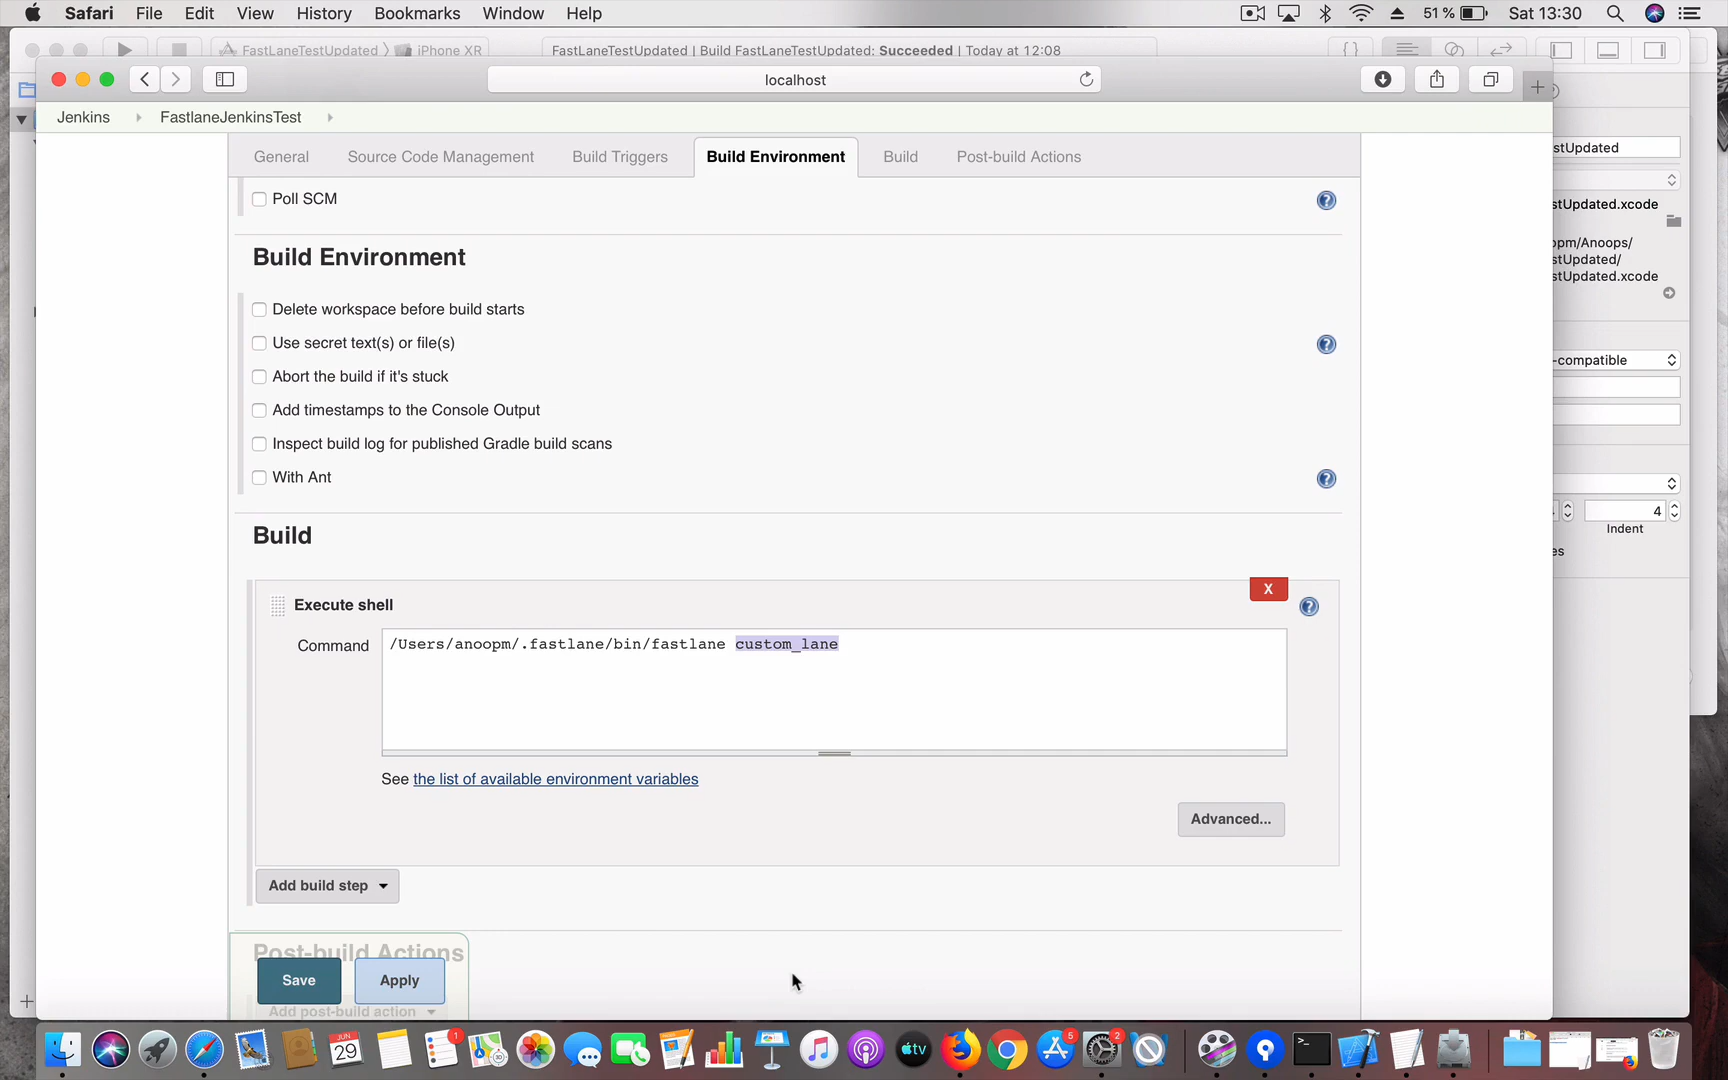 Safari File Edit View History Bookmarks Window Help 51% Sat 13:30
FastLaneTestUpdated iPhone XR FastLaneTestUpdated | Build FastLaneTestUpdated: Succeeded | Today at 12:08
localhost
Jenkins FastlaneJenkinsTest
General Source Code Management Build Triggers Build Environment Build Post-build Actions
stUpdated
Poll SCM
stUpdated.xcode
Build Environment
pm/Anoops/
stUpdated/
stUpdated.xcode
Delete workspace before build starts
Use secret text(s) or file(s)
-compatible
Abort the build if it's stuck
Add timestamps to the Console Output
Inspect build log for published Gradle build scans
With Ant
4
Indent
Build
es
Execute shell
X
Command /Users/anoopm/.fastlane/bin/fastlane custom_lane
See the list of available environment variables
Advanced...
Add build step
Post-build Actions
Save Apply
Add post-build action
JUN
29
1
tv
5
2
>_